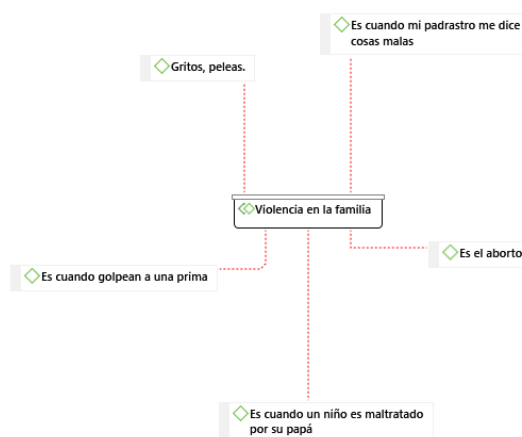 Es cuando mi padrastro me dice
cosas malas
Gritos, peleas.
Violencia en la familia
Es el aborto
Es cuando golpean a una prima
Es cuando un niño es maltratado
por su papá